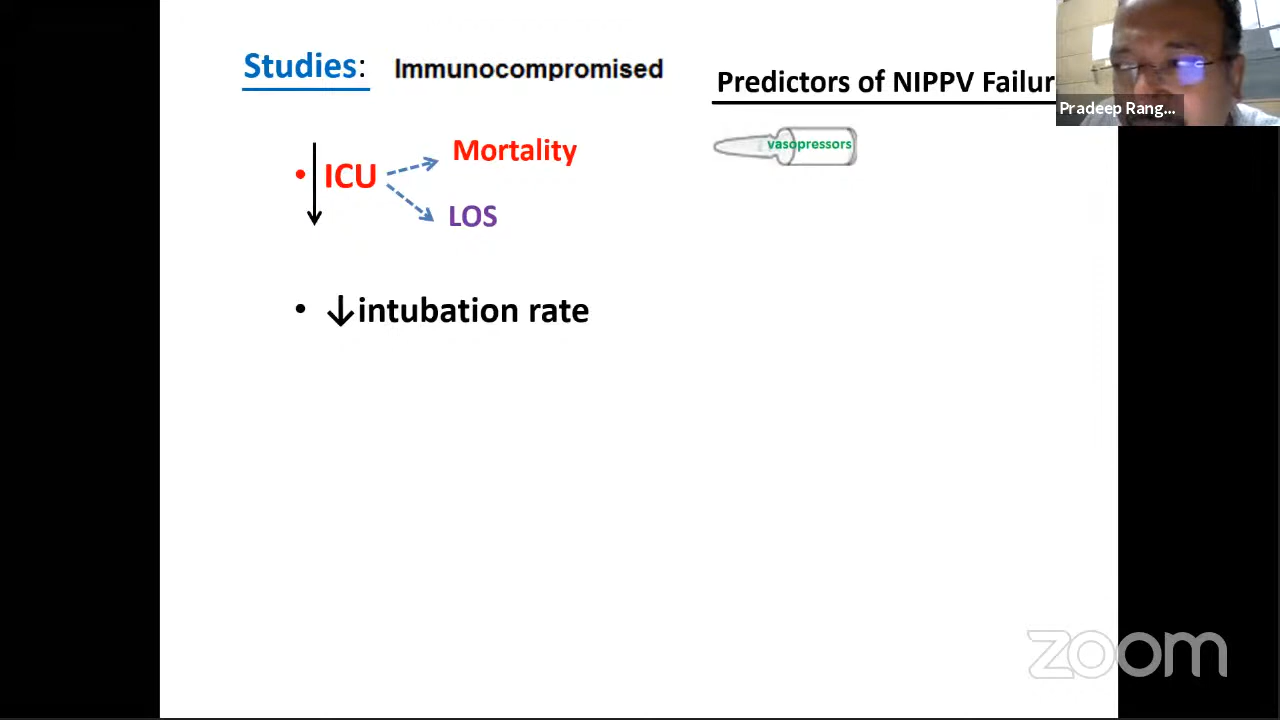 Studies: Immunocompromised
• ICU
Mortality
LOS
• ↓intubation rate
Predictors of NIPPV Failur
vasopressors
Pradeep Rang...
zoom